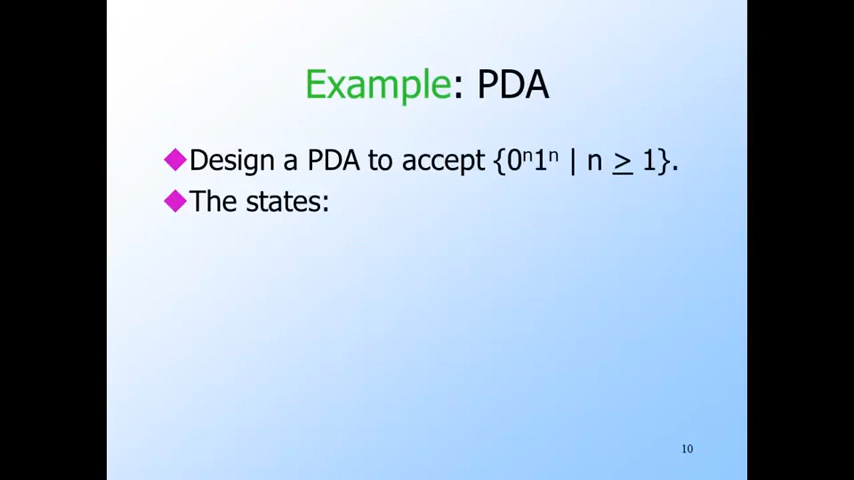 Example: PDA
Design a PDA to accept {0ⁿ1ⁿ | n ≥ 1}.
The states:
10